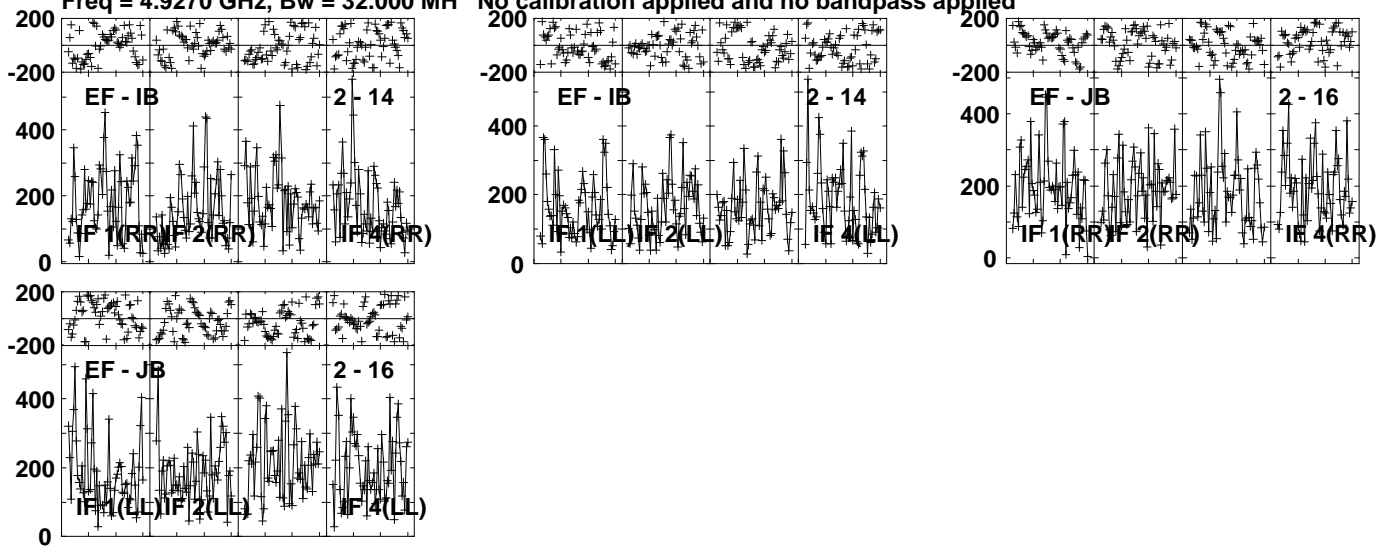 Freq = 4.9270 GHz, Bw = 32.000 MH No calibration applied and no bandpass applied
200
-200
EF - IB 2 - 14
400
200
IF 1(RR) IF 2(RR) IF 4(RR)
0
200
-200
EF - IB 2 - 14
400
200
IF 1(LL) IF 2(LL) IF 4(LL)
0
200
-200
EF - JB 2 - 16
400
200
IF 1(RR) IF 2(RR) IF 4(RR)
0
200
-200
EF - JB 2 - 16
400
200
IF 1(LL) IF 2(LL) IF 4(LL)
0